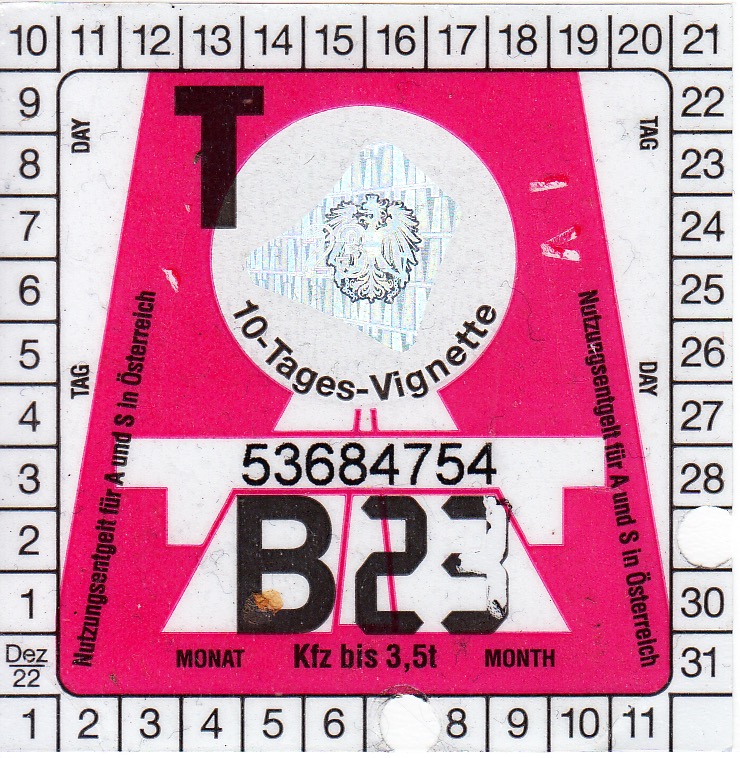 10 11 12 13 14 15 16 17 18 19 20 21
9 22
8 23
7 24
6 25
5 26
4 27
3 28
2
1 30
Dez
22
31
1 2 3 4 5 6 8 9 10 11
DAY
TAG
TAG
DAY
T
10-Tages-Vignette
Nutzungsentgelt für A und S in Österreich
Nutzungsentgelt für A und S in Österreich
53684754
B23
MONAT Kfz bis 3,5t MONTH